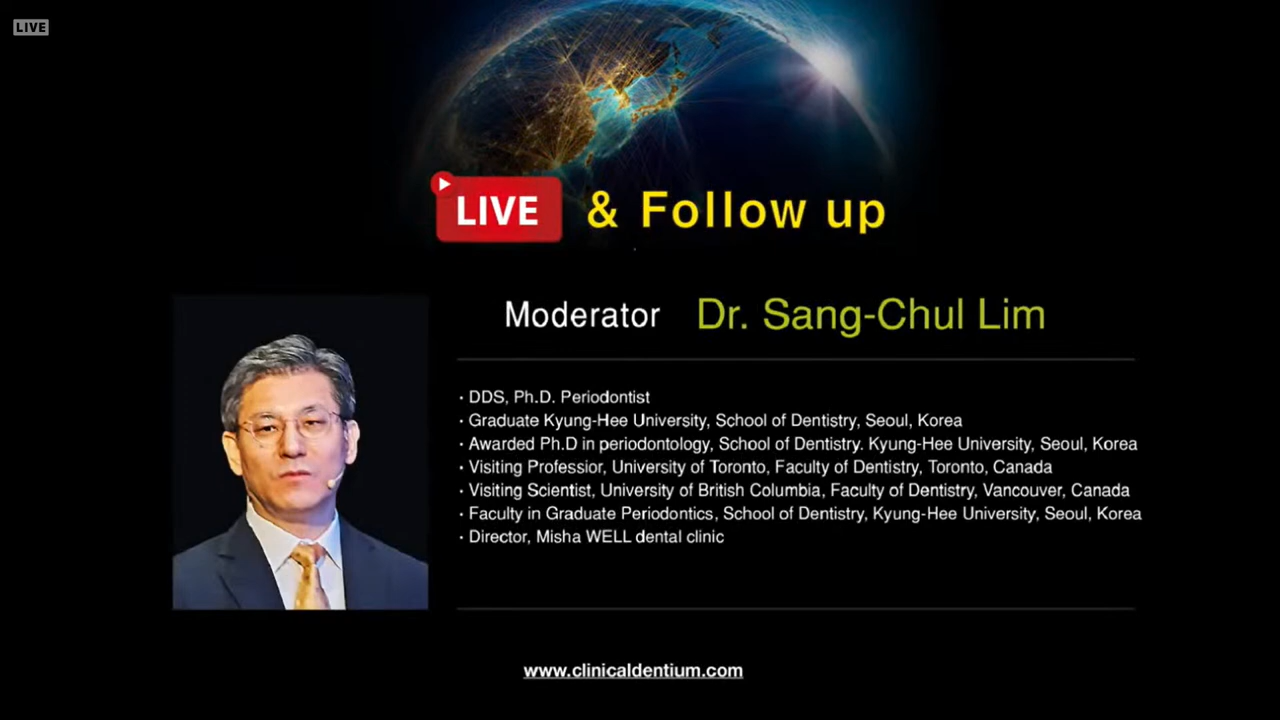 LIVE
LIVE & Follow up
Moderator Dr. Sang-Chul Lim
· DDS, Ph.D. Periodontist
· Graduate Kyung-Hee University, School of Dentistry, Seoul, Korea
· Awarded Ph.D in periodontology, School of Dentistry. Kyung-Hee University, Seoul, Korea
· Visiting Professior, University of Toronto, Faculty of Dentistry, Toronto, Canada
· Visiting Scientist, University of British Columbia, Faculty of Dentistry, Vancouver, Canada
· Faculty in Graduate Periodontics, School of Dentistry, Kyung-Hee University, Seoul, Korea
· Director, Misha WELL dental clinic
www.clinicaldentium.com